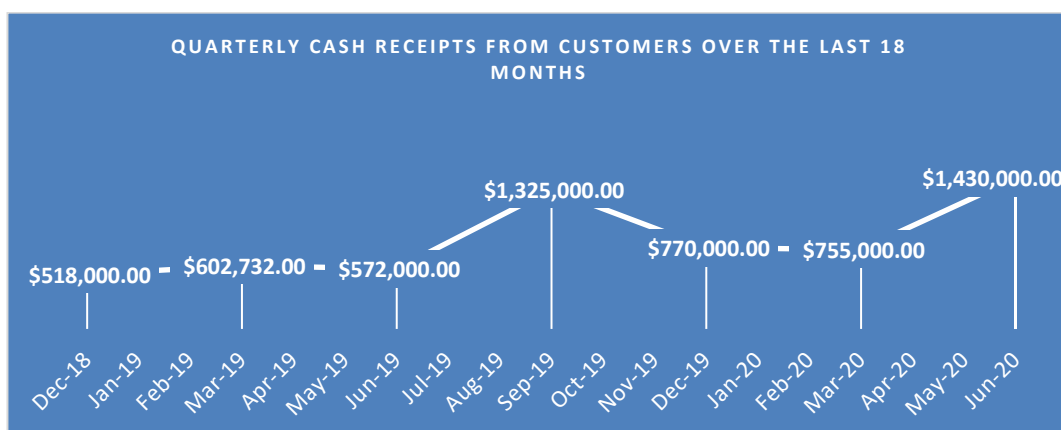 QUARTERLY CASH RECEIPTS FROM CUSTOMERS OVER THE LAST 18
MONTHS
$1,430,000.00
$1,325,000.00
$770,000.00
$755,000.00
$602,732.00
$572,000.00
$518,000.00
Dec-18
Jan-19
Feb-19
Mar-19
Apr-19
May-19
Jun-19
Jul-19
Aug-19
Sep-19
Oct-19
Nov-19
Dec-19
Jan-20
Feb-20
Mar-20
Apr-20
May-20
Jun-20